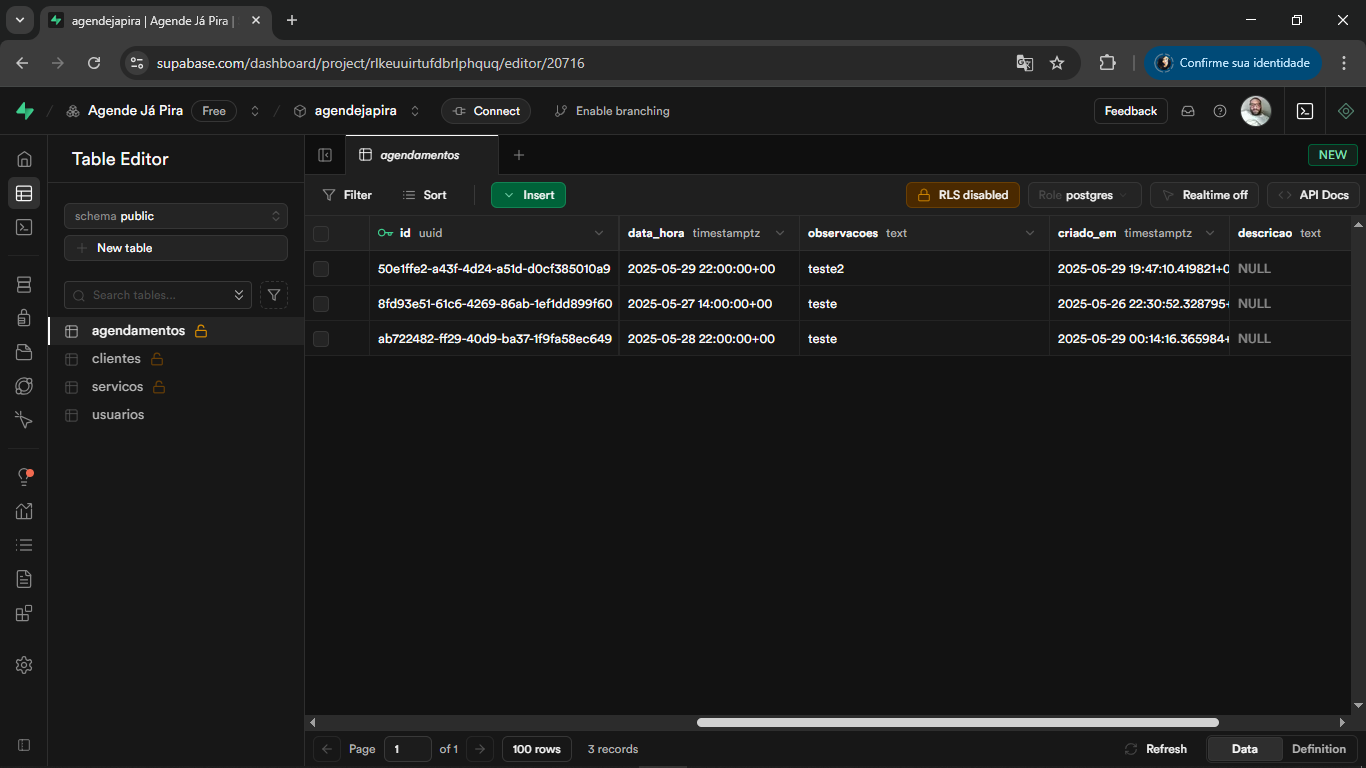 agendejapira | Agende Já Pira |
supabase.com/dashboard/project/rlkeuuirtufdbrlphquq/editor/20716
Confirme sua identidade
Agende Já Pira Free
agendejapira
Connect
Enable branching
Feedback
Table Editor
agendamentos
NEW
schema public
New table
Search tables...
agendamentos
clientes
servicos
usuarios
Filter Sort Insert RLS disabled Role postgres Realtime off API Docs
id uuid data_hora timestamptz observacoes text criado_em timestamptz descricao text
50e1ffe2-a43f-4d24-a51d-d0cf385010a9 2025-05-29 22:00:00+00 teste2 2025-05-29 19:47:10.419821+0 NULL
8fd93e51-61c6-4269-86ab-1ef1dd899f60 2025-05-27 14:00:00+00 teste 2025-05-26 22:30:52.328795+ NULL
ab722482-ff29-40d9-ba37-1f9fa58ec649 2025-05-28 22:00:00+00 teste 2025-05-29 00:14:16.365984+ NULL
Page 1 of 1 100 rows 3 records Refresh Data Definition